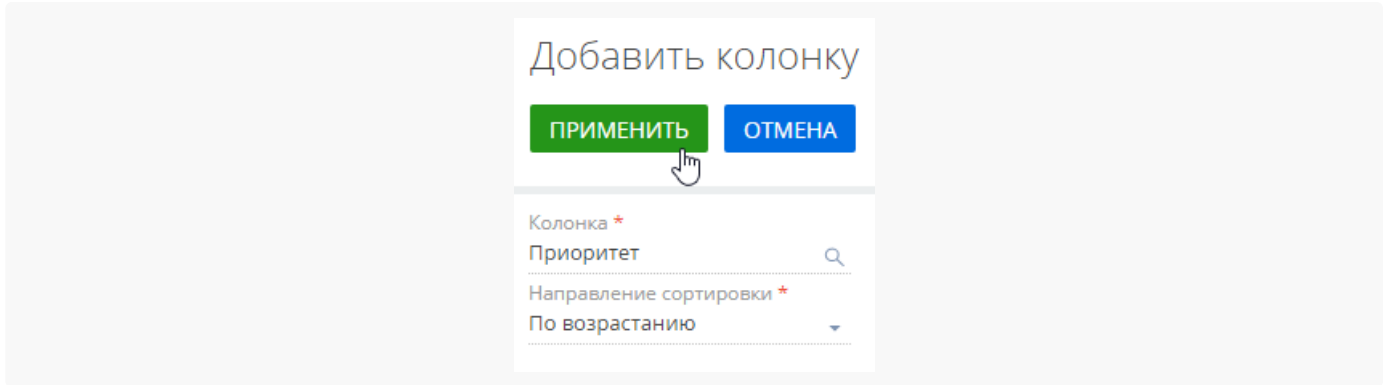 Добавить колонку
ПРИМЕНИТЬ ОТМЕНА
Колонка *
Приоритет
Направление сортировки *
По возрастанию